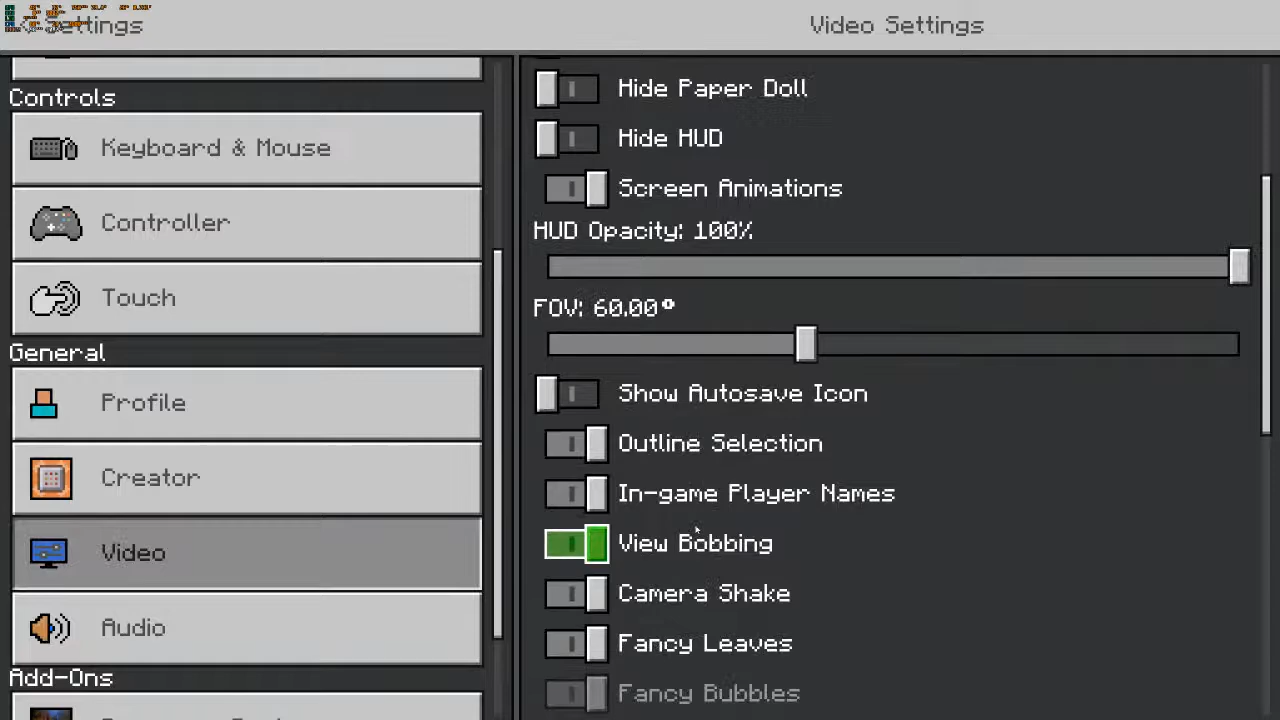 Settings
Video Settings
Controls
Keyboard & Mouse
Controller
Touch
General
Profile
Creator
Video
Audio
Add-Ons
Hide Paper Doll
Hide HUD
Screen Animations
HUD Opacity: 100%
FOV: 60.00°
Show Autosave Icon
Outline Selection
In-game Player Names
View Bobbing
Camera Shake
Fancy Leaves
Fancy Bubbles